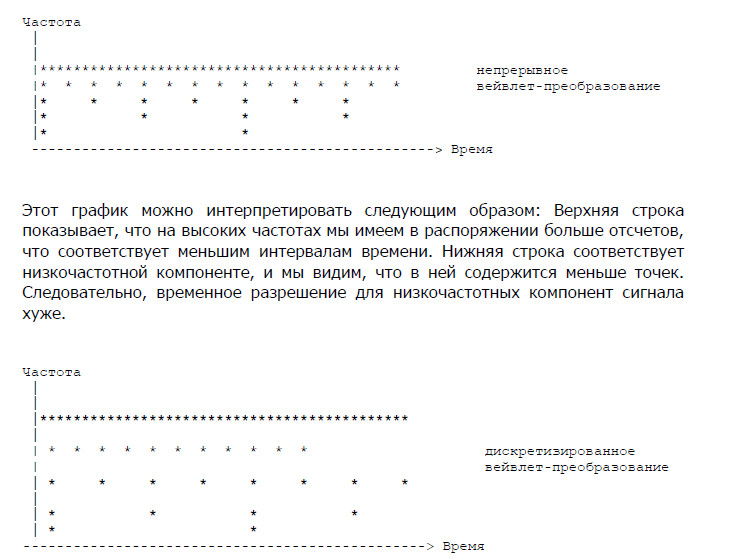 Частота
|
|
|******************************************* непрерывное
|* * * * * * * * * * * * * * * вейвлет-преобразование
|* * * * * * *
|* * * *
|* *
------------------------------------------------> Время
Этот график можно интерпретировать следующим образом: Верхняя строка
показывает, что на высоких частотах мы имеем в распоряжении больше отсчетов,
что соответствует меньшим интервалам времени. Нижняя строка соответствует
низкочастотной компоненте, и мы видим, что в ней содержится меньше точек.
Следовательно, временное разрешение для низкочастотных компонент сигнала
хуже.
Частота
|
|
|********************************************
|
| * * * * * * * * * * * дискретизированное
| вейвлет-преобразование
| * * * * * * * *
|
| * * * *
| * *
------------------------------------------------> Время